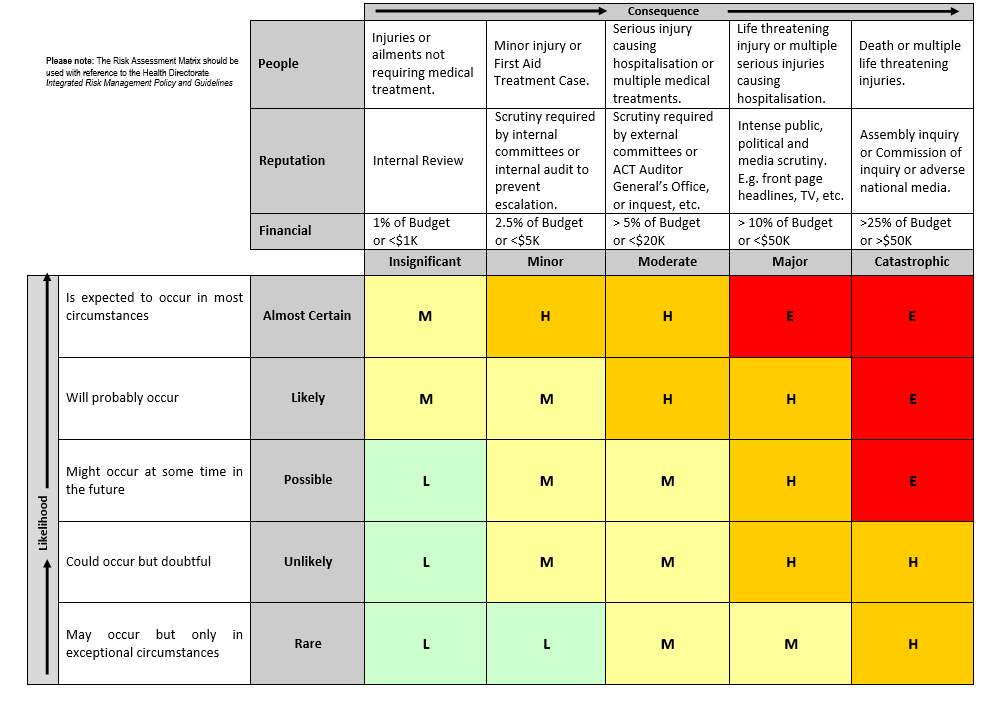 Consequence
Please note: The Risk Assessment Matrix should be
used with reference to the Health Directorate
Integrated Risk Management Policy and Guidelines
People
Injuries or
ailments not
requiring medical
treatment.
Minor injury or
First Aid
Treatment Case.
Serious injury
causing
hospitalisation or
multiple medical
treatments.
Life threatening
injury or multiple
serious injuries
causing
hospitalisation.
Death or multiple
life threatening
injuries.
Reputation
Internal Review
Scrutiny required
by internal
committees or
internal audit to
prevent
escalation.
Scrutiny required
by external
committees or
ACT Auditor
General's Office,
or inquest, etc.
Intense public,
political and
media scrutiny.
E.g. front page
headlines, TV, etc.
Assembly inquiry
or Commission of
inquiry or adverse
national media.
Financial
1% of Budget
or <$1K
2.5% of Budget
or <$5K
> 5% of Budget
or <$20K
> 10% of Budget
or <$50K
>25% of Budget
or >$50K
Insignificant
Minor
Moderate
Major
Catastrophic
Likelihood
Is expected to occur in most
circumstances
Almost Certain
M
H
H
E
E
Will probably occur
Likely
M
M
H
H
E
Might occur at some time in
the future
Possible
L
M
M
H
E
Could occur but doubtful
Unlikely
L
M
M
H
H
May occur but only in
exceptional circumstances
Rare
L
L
M
M
H